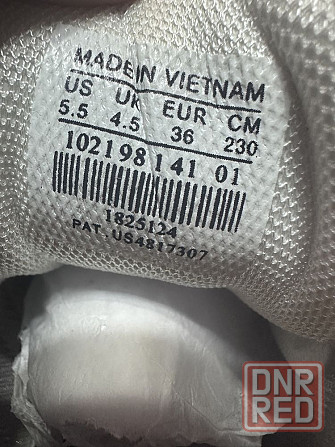 MADE IN VIETNAM
US UK EUR CM
5.5 4.5 36 230
102198 141 01
1825124
PAT. US4817307
DNR
RED